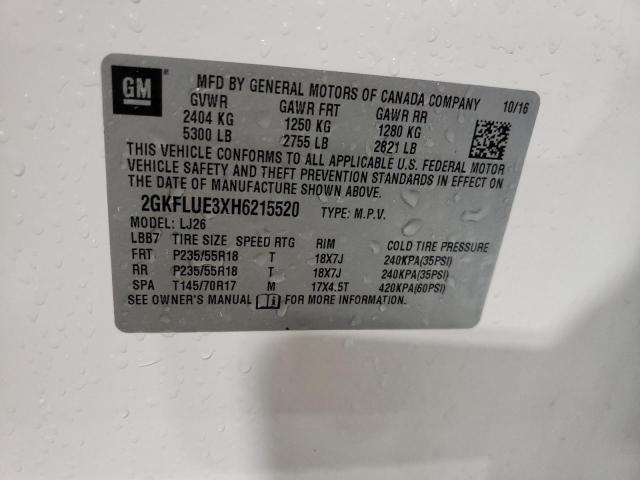 GM MFD BY GENERAL MOTORS OF CANADA COMPANY 10/16
GVWR GAWR FRT GAWR RR
2404 KG 1250 KG 1280 KG
5300 LB 2755 LB 2821 LB
THIS VEHICLE CONFORMS TO ALL APPLICABLE U.S. FEDERAL MOTOR
VEHICLE SAFETY AND THEFT PREVENTION STANDARDS IN EFFECT ON
DATE OF MANUFACTURE SHOWN ABOVE.
2GKFLUE3XH6215520 TYPE: M.P.V.
MODEL: LJ26
LBB7 TIRE SIZE SPEED RTG RIM COLD TIRE PRESSURE
FRT P235/55R18 T 18X7J 240KPA(35PSI)
RR P235/55R18 T 18X7J 240KPA(35PSI)
SPA T145/70R17 M 17X4.5T 420KPA(60PSI)
SEE OWNER'S MANUAL FOR MORE INFORMATION.